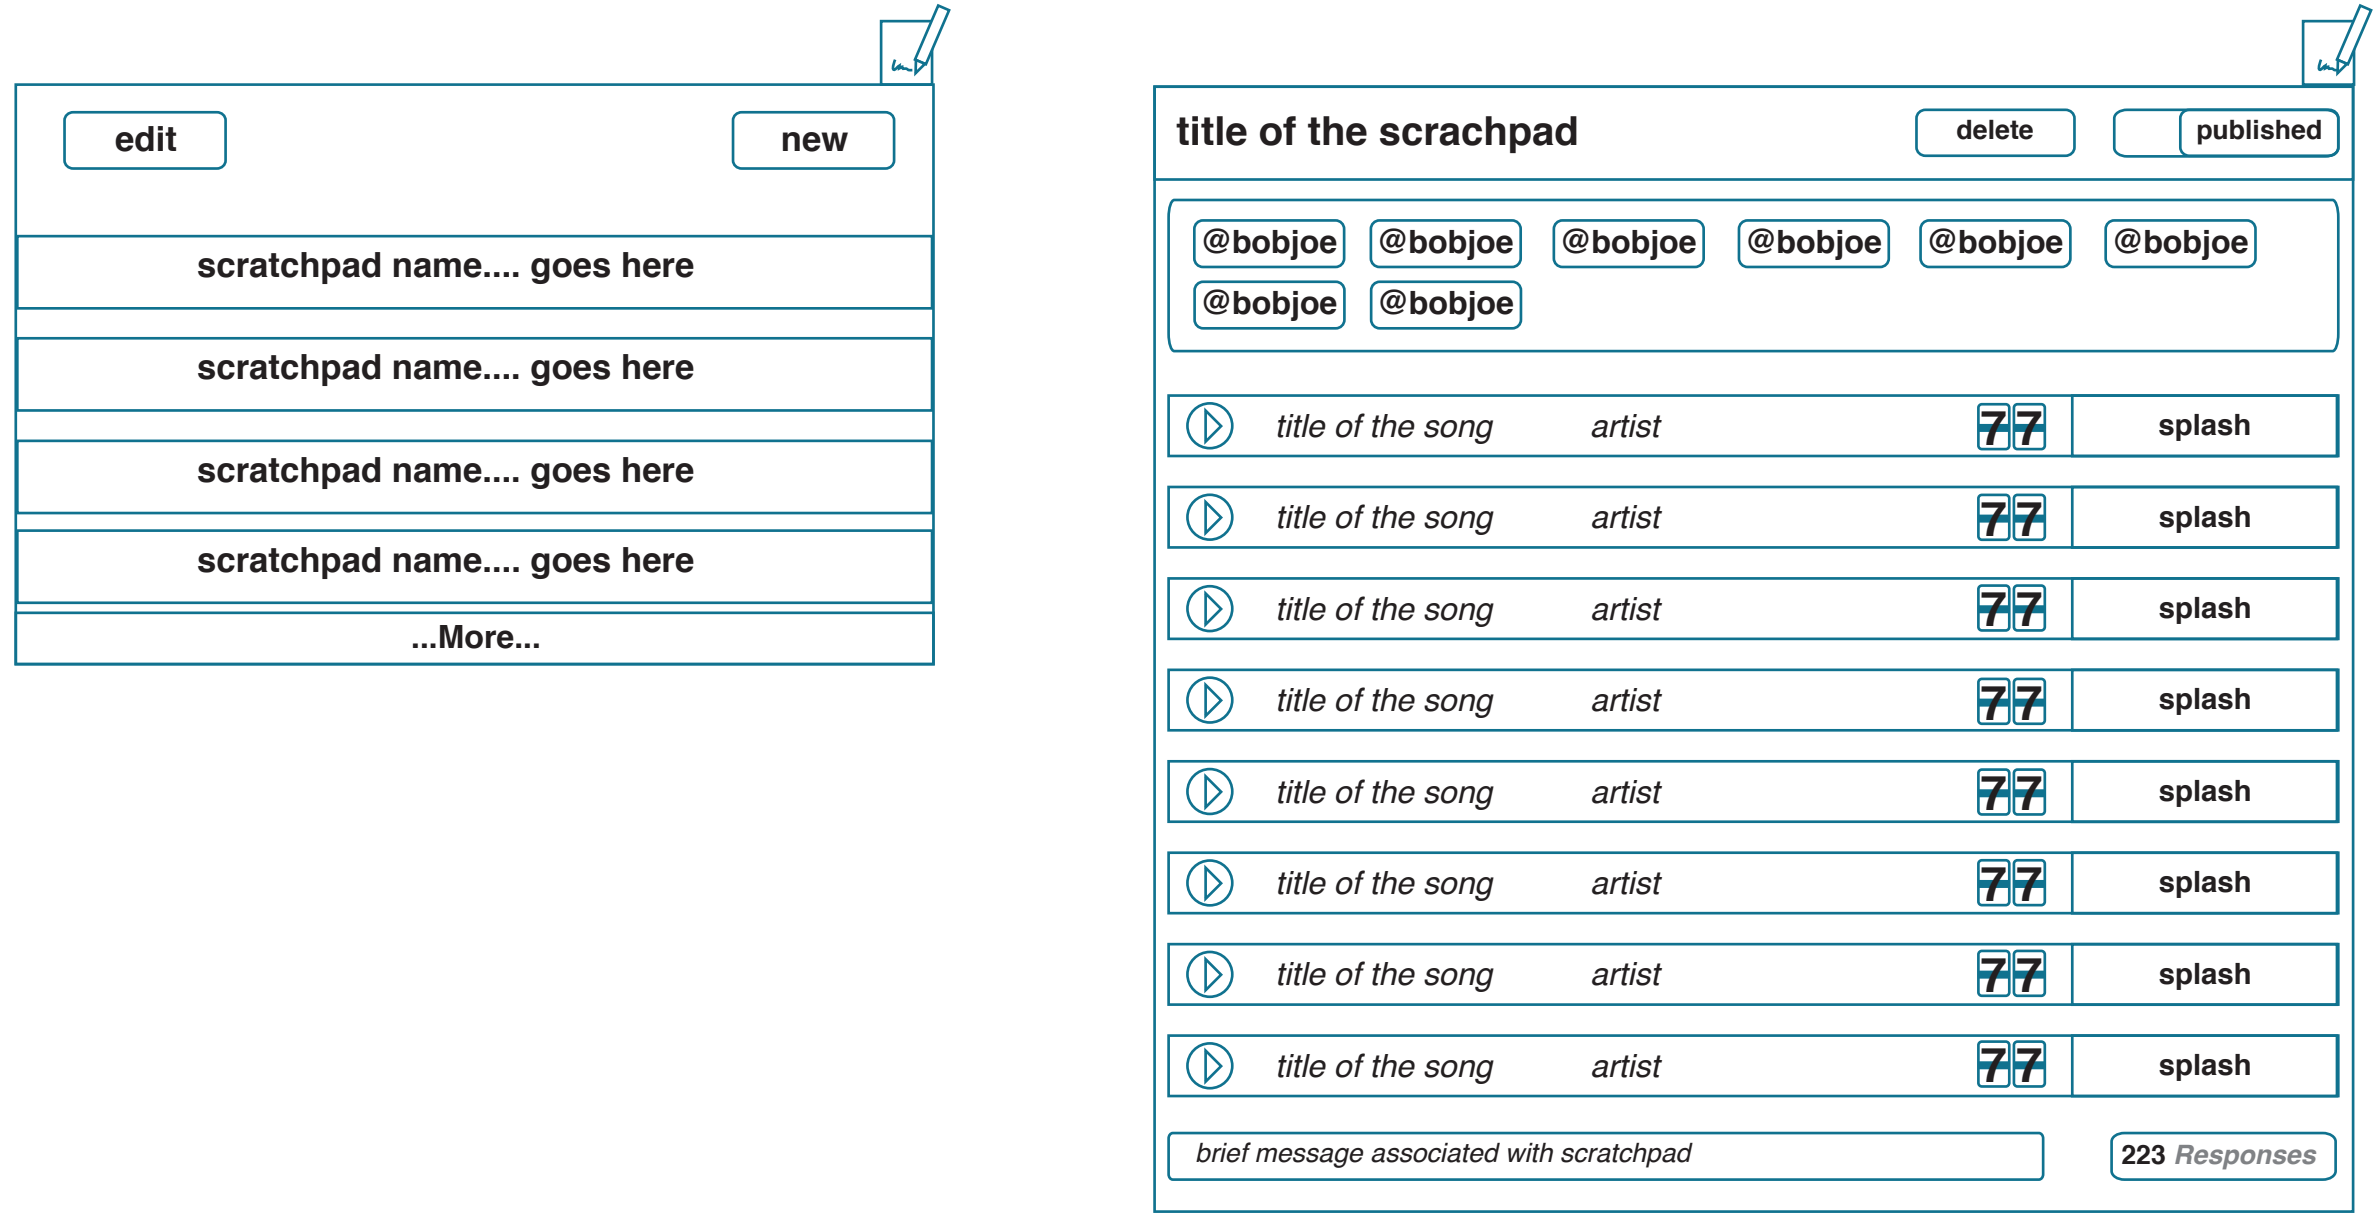 edit
new
scratchpad name.... goes here
scratchpad name.... goes here
scratchpad name.... goes here
scratchpad name.... goes here
...More...
title of the scrachpad
delete
published
@bobjoe @bobjoe @bobjoe @bobjoe @bobjoe @bobjoe
@bobjoe @bobjoe
title of the song artist 77 splash
title of the song artist 77 splash
title of the song artist 77 splash
title of the song artist 77 splash
title of the song artist 77 splash
title of the song artist 77 splash
title of the song artist 77 splash
title of the song artist 77 splash
brief message associated with scratchpad
223 Responses